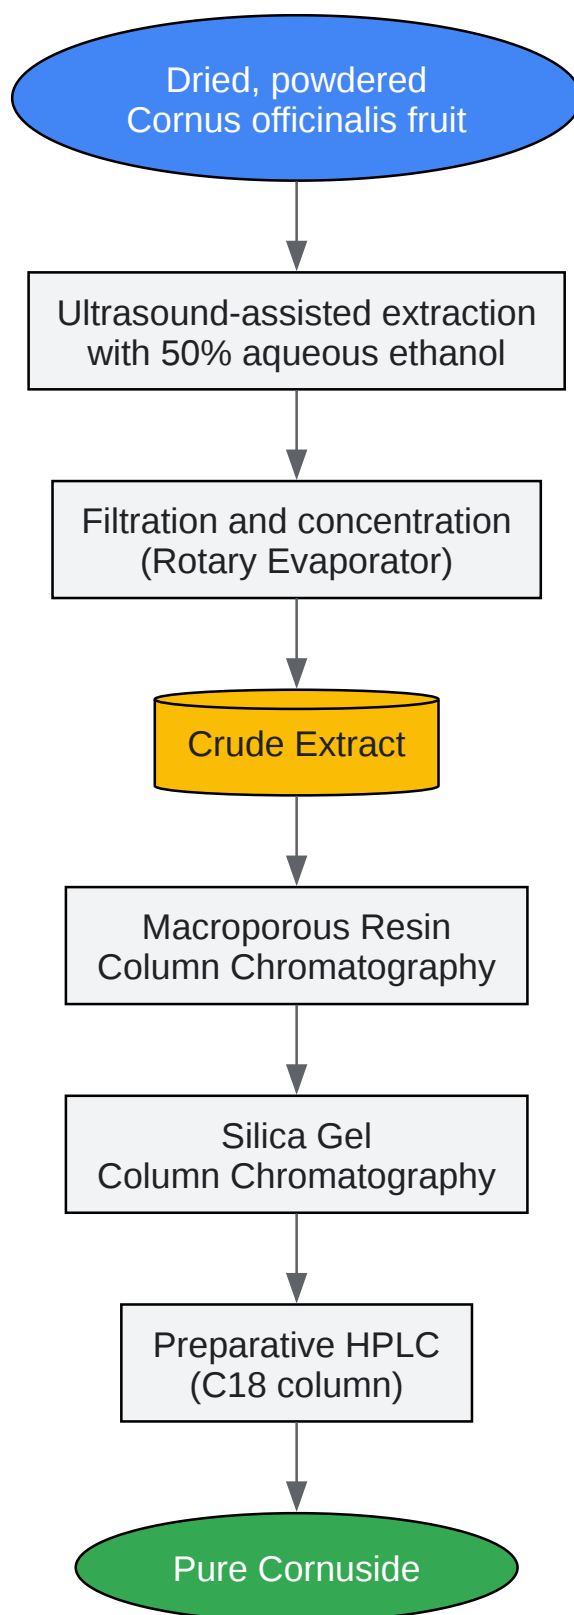 Dried, powdered
Cornus officinalis fruit
Ultrasound-assisted extraction
with 50% aqueous ethanol
Filtration and concentration
(Rotary Evaporator)
Crude Extract
Macroporous Resin
Column Chromatography
Silica Gel
Column Chromatography
Preparative HPLC
(C18 column)
Pure Cornuside